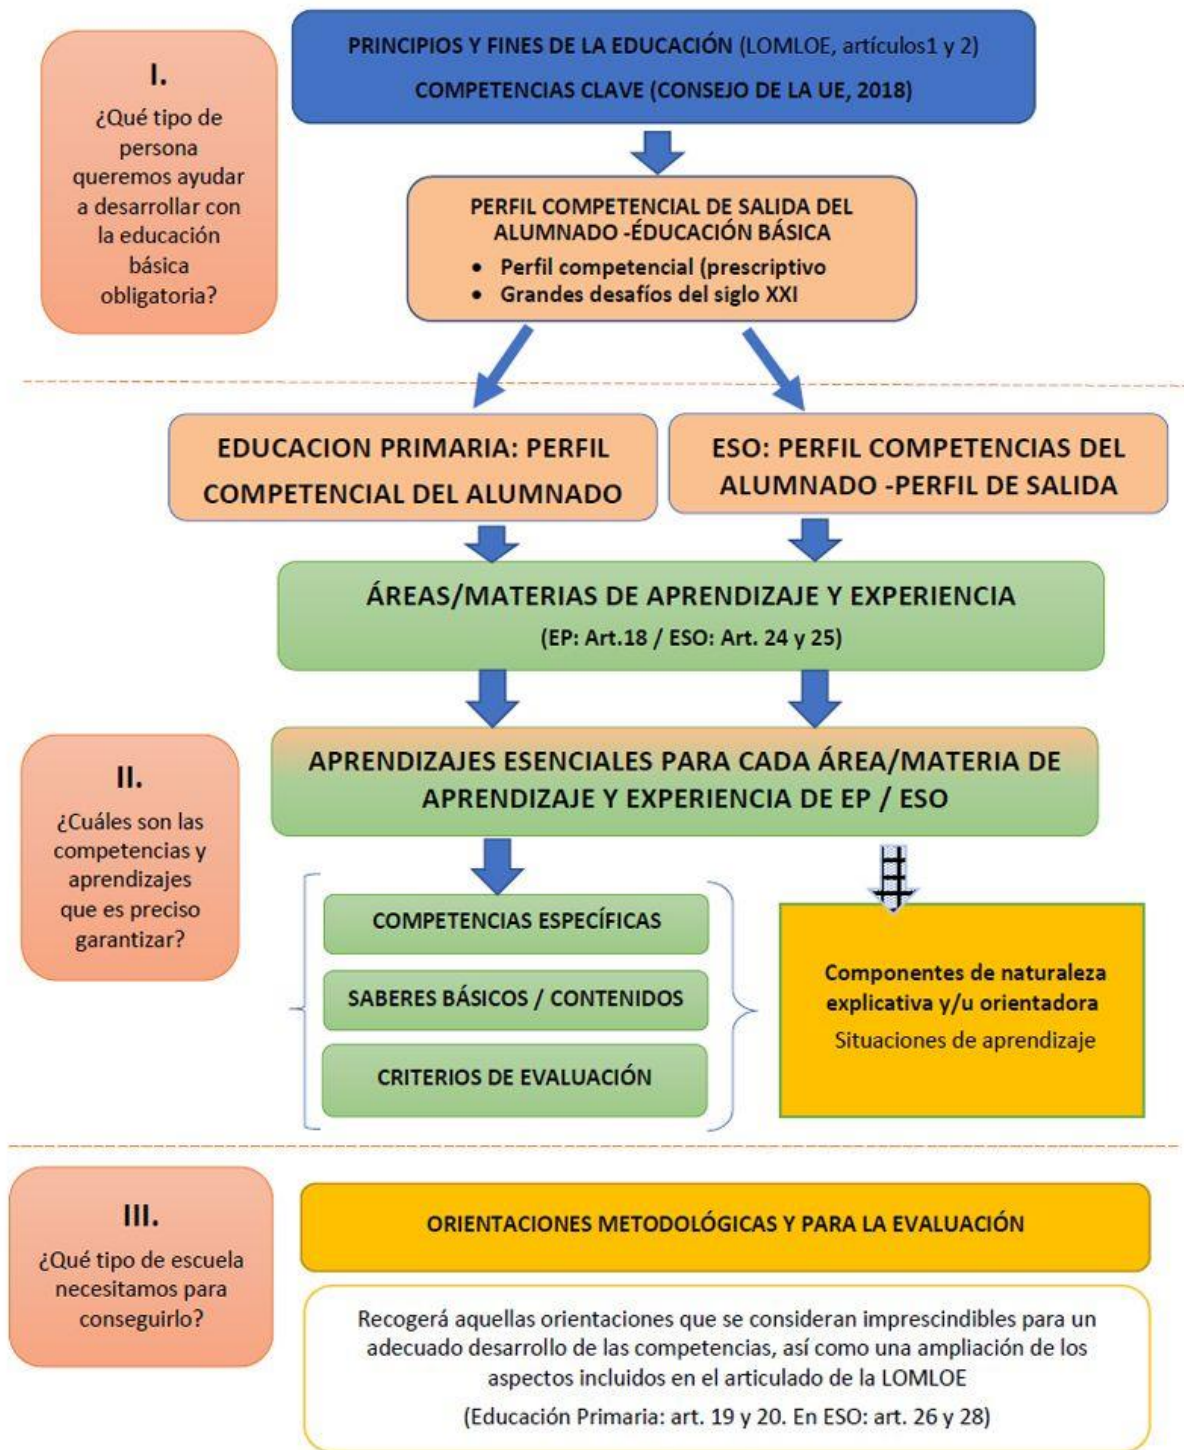 I.
¿Qué tipo de
persona
queremos ayudar
a desarrollar con
la educación
básica
obligatoria?
PRINCIPIOS Y FINES DE LA EDUCACIÓN (LOMLOE, artículos1 y 2)
COMPETENCIAS CLAVE (CONSEJO DE LA UE, 2018)
PERFIL COMPETENCIAL DE SALIDA DEL
ALUMNADO -ÉDUCACIÓN BÁSICA
• Perfil competencial (prescriptivo
• Grandes desafíos del siglo XXI
EDUCACION PRIMARIA: PERFIL
COMPETENCIAL DEL ALUMNADO
ESO: PERFIL COMPETENCIAS DEL
ALUMNADO -PERFIL DE SALIDA
ÁREAS/MATERIAS DE APRENDIZAJE Y EXPERIENCIA
(EP: Art.18 / ESO: Art. 24 y 25)
II.
¿Cuáles son las
competencias y
aprendizajes
que es preciso
garantizar?
APRENDIZAJES ESENCIALES PARA CADA ÁREA/MATERIA DE
APRENDIZAJE Y EXPERIENCIA DE EP / ESO
COMPETENCIAS ESPECÍFICAS
SABERES BÁSICOS / CONTENIDOS
CRITERIOS DE EVALUACIÓN
Componentes de naturaleza
explicativa y/u orientadora
Situaciones de aprendizaje
III.
¿Qué tipo de escuela
necesitamos para
conseguirlo?
ORIENTACIONES METODOLÓGICAS Y PARA LA EVALUACIÓN
Recogerá aquellas orientaciones que se consideran imprescindibles para un
adecuado desarrollo de las competencias, así como una ampliación de los
aspectos incluidos en el articulado de la LOMLOE
(Educación Primaria: art. 19 y 20. En ESO: art. 26 y 28)